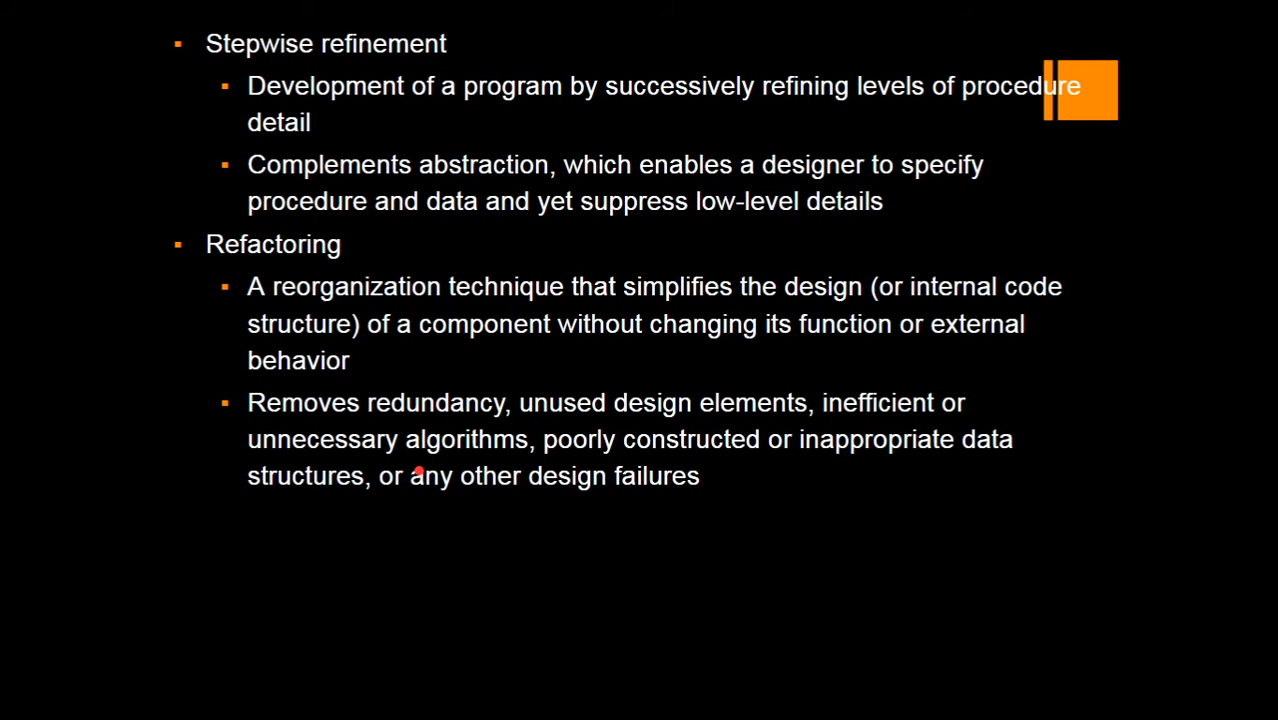 Stepwise refinement
Development of a program by successively refining levels of procedure
detail
Complements abstraction, which enables a designer to specify
procedure and data and yet suppress low-level details
Refactoring
A reorganization technique that simplifies the design (or internal code
structure) of a component without changing its function or external
behavior
Removes redundancy, unused design elements, inefficient or
unnecessary algorithms, poorly constructed or inappropriate data
structures, or any other design failures